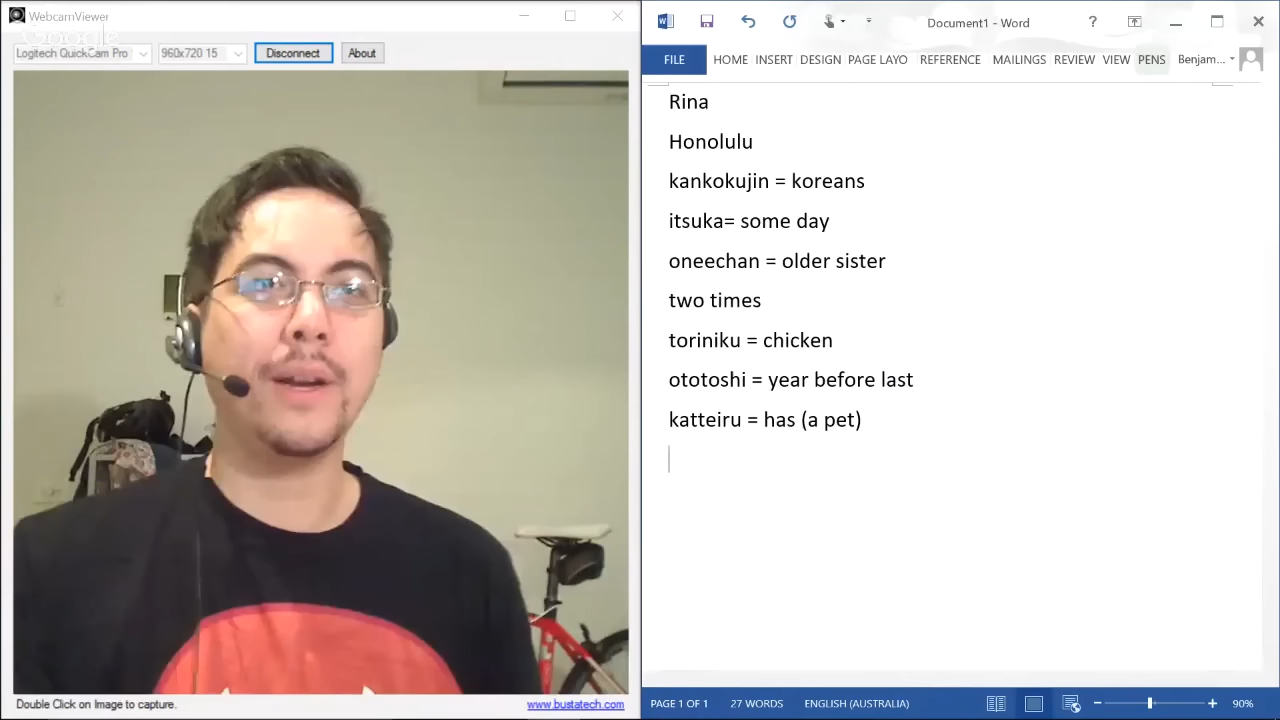 WebcamViewer
Google
Logitech QuickCam Pro
960x720 15
Disconnect
About
Double Click on Image to capture.
www.bustatech.com
Document1 - Word
?
FILE
HOME
INSERT
DESIGN
PAGE LAYO
REFERENCE
MAILINGS
REVIEW
VIEW
PENS
Benjam...
Rina
Honolulu
kankokujin = koreans
itsuka= some day
oneechan = older sister
two times
toriniku = chicken
ototoshi = year before last
katteiru = has (a pet)
PAGE 1 OF 1
27 WORDS
ENGLISH (AUSTRALIA)
90%